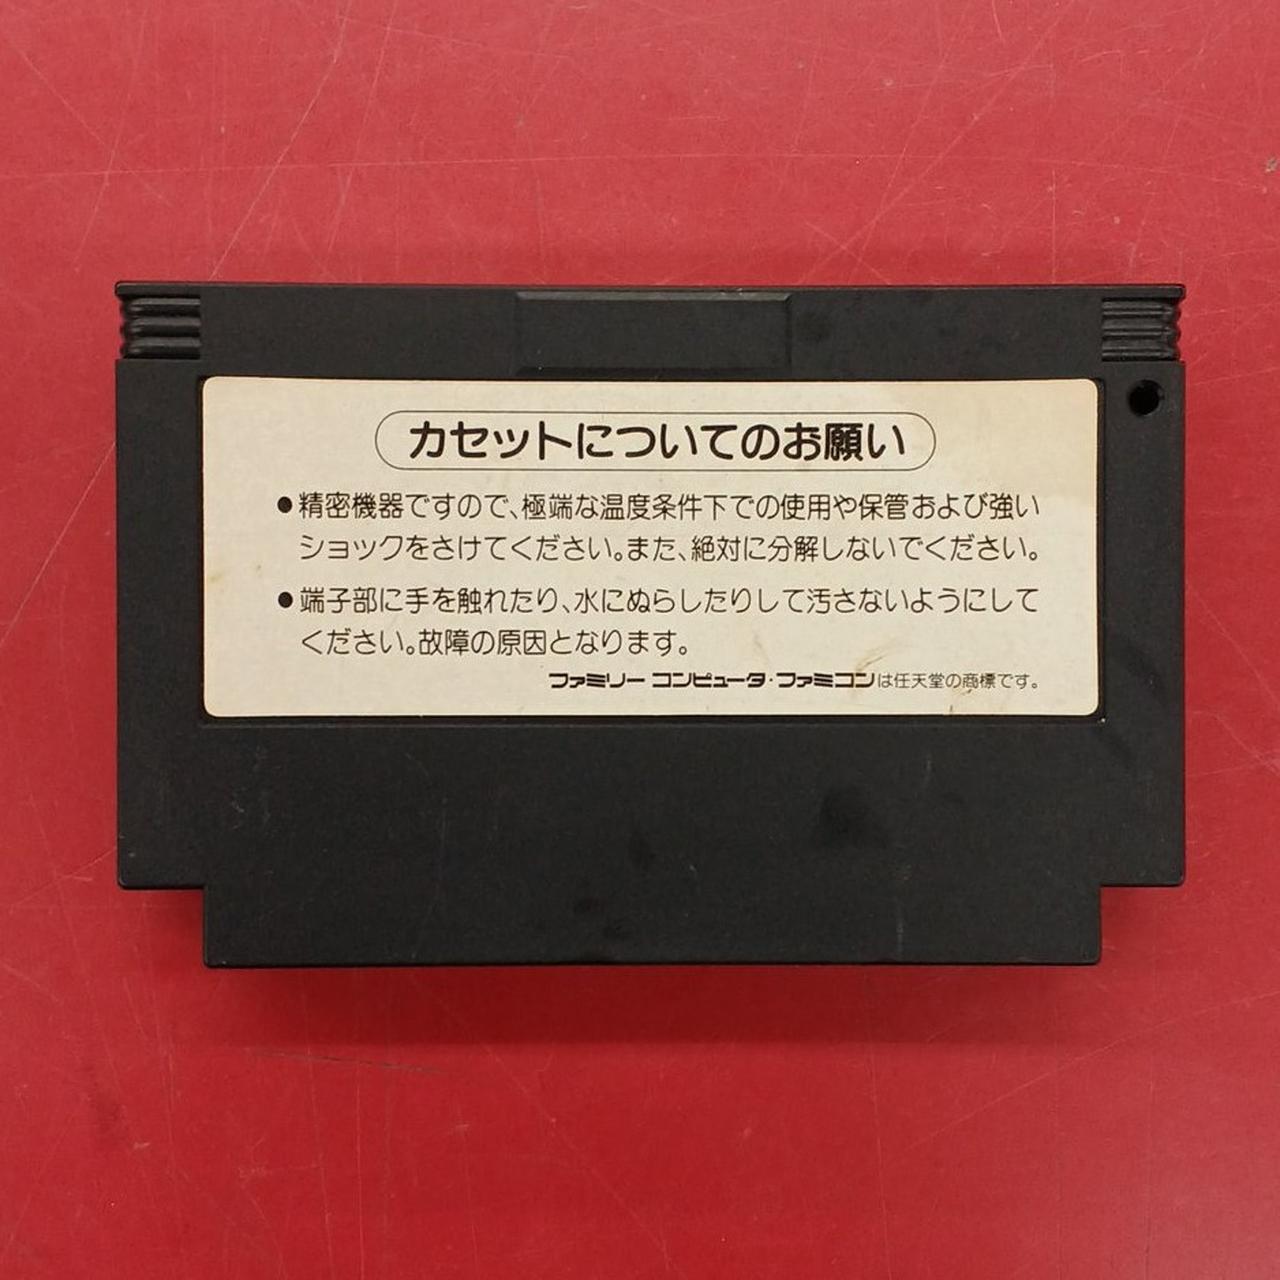 カセットについてのお願い
●精密機器ですので、極端な温度条件下での使用や保管および強い
ショックをさけてください。また、絶対に分解しないでください。
●端子部に手を触れたり、水にぬらしたりして汚さないようにして
ください。故障の原因となります。
ファミリー コンピュータ・ファミコンは任天堂の商標です。